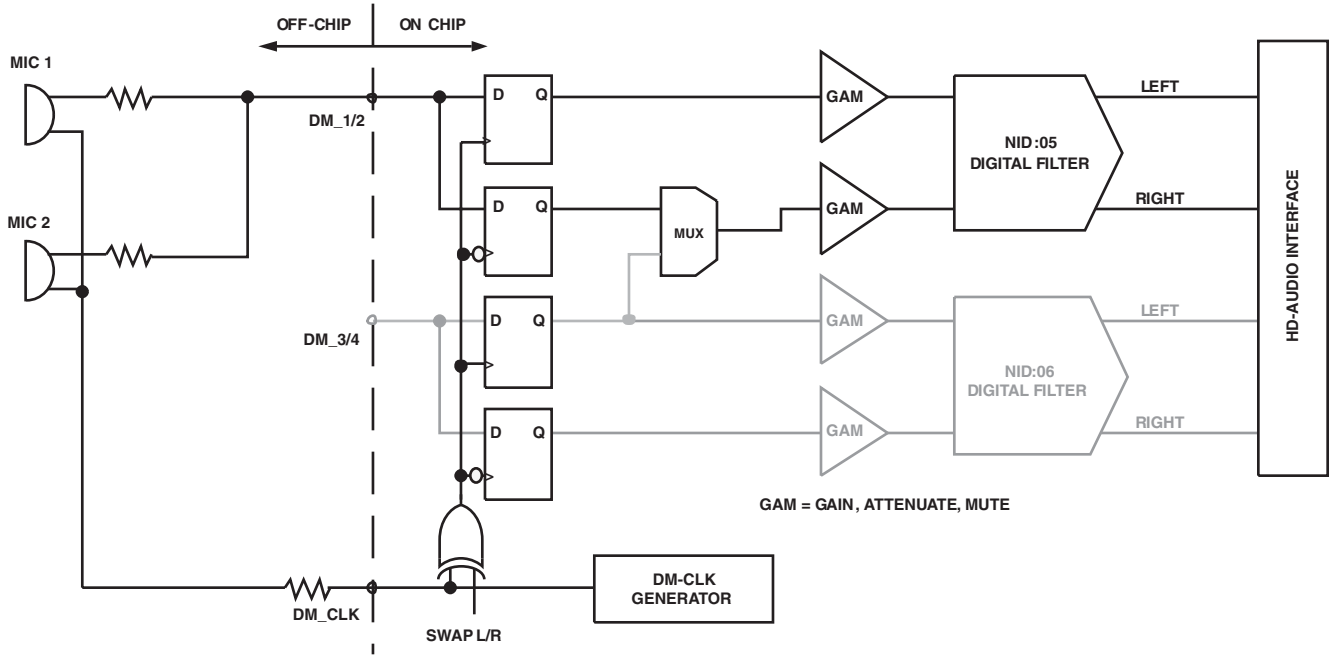 OFF-CHIP
ON CHIP
MIC 1
DM_1/2
D Q
GAM
NID:05
DIGITAL FILTER
LEFT
RIGHT
MIC 2
D Q
MUX
GAM
HD-AUDIO INTERFACE
DM_3/4
D Q
GAM
NID:06
DIGITAL FILTER
LEFT
RIGHT
D Q
GAM
GAM = GAIN, ATTENUATE, MUTE
DM_CLK
SWAP L/R
DM-CLK
GENERATOR